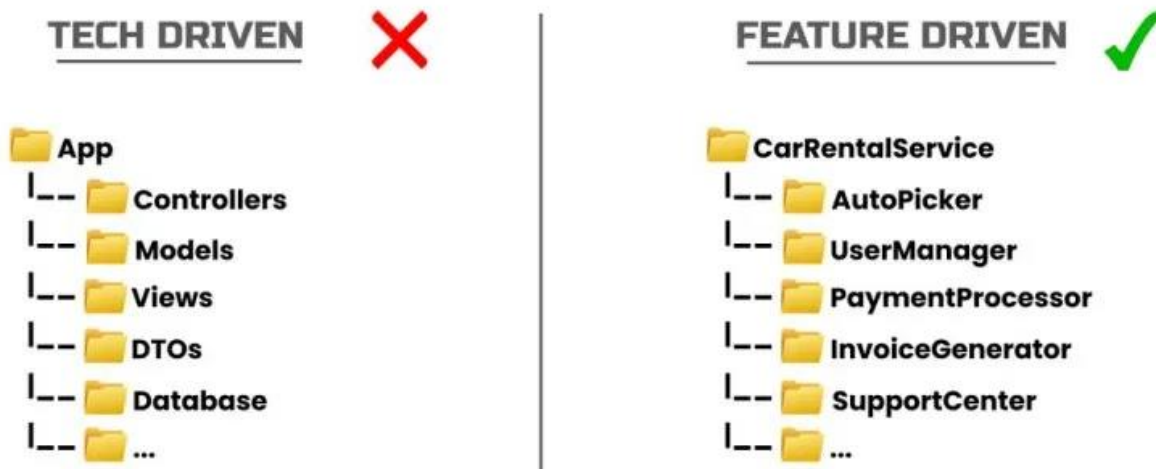 TECH DRIVEN
App
Controllers
Models
Views
DTOs
Database
...
FEATURE DRIVEN
CarRentalService
AutoPicker
UserManager
PaymentProcessor
InvoiceGenerator
SupportCenter
...